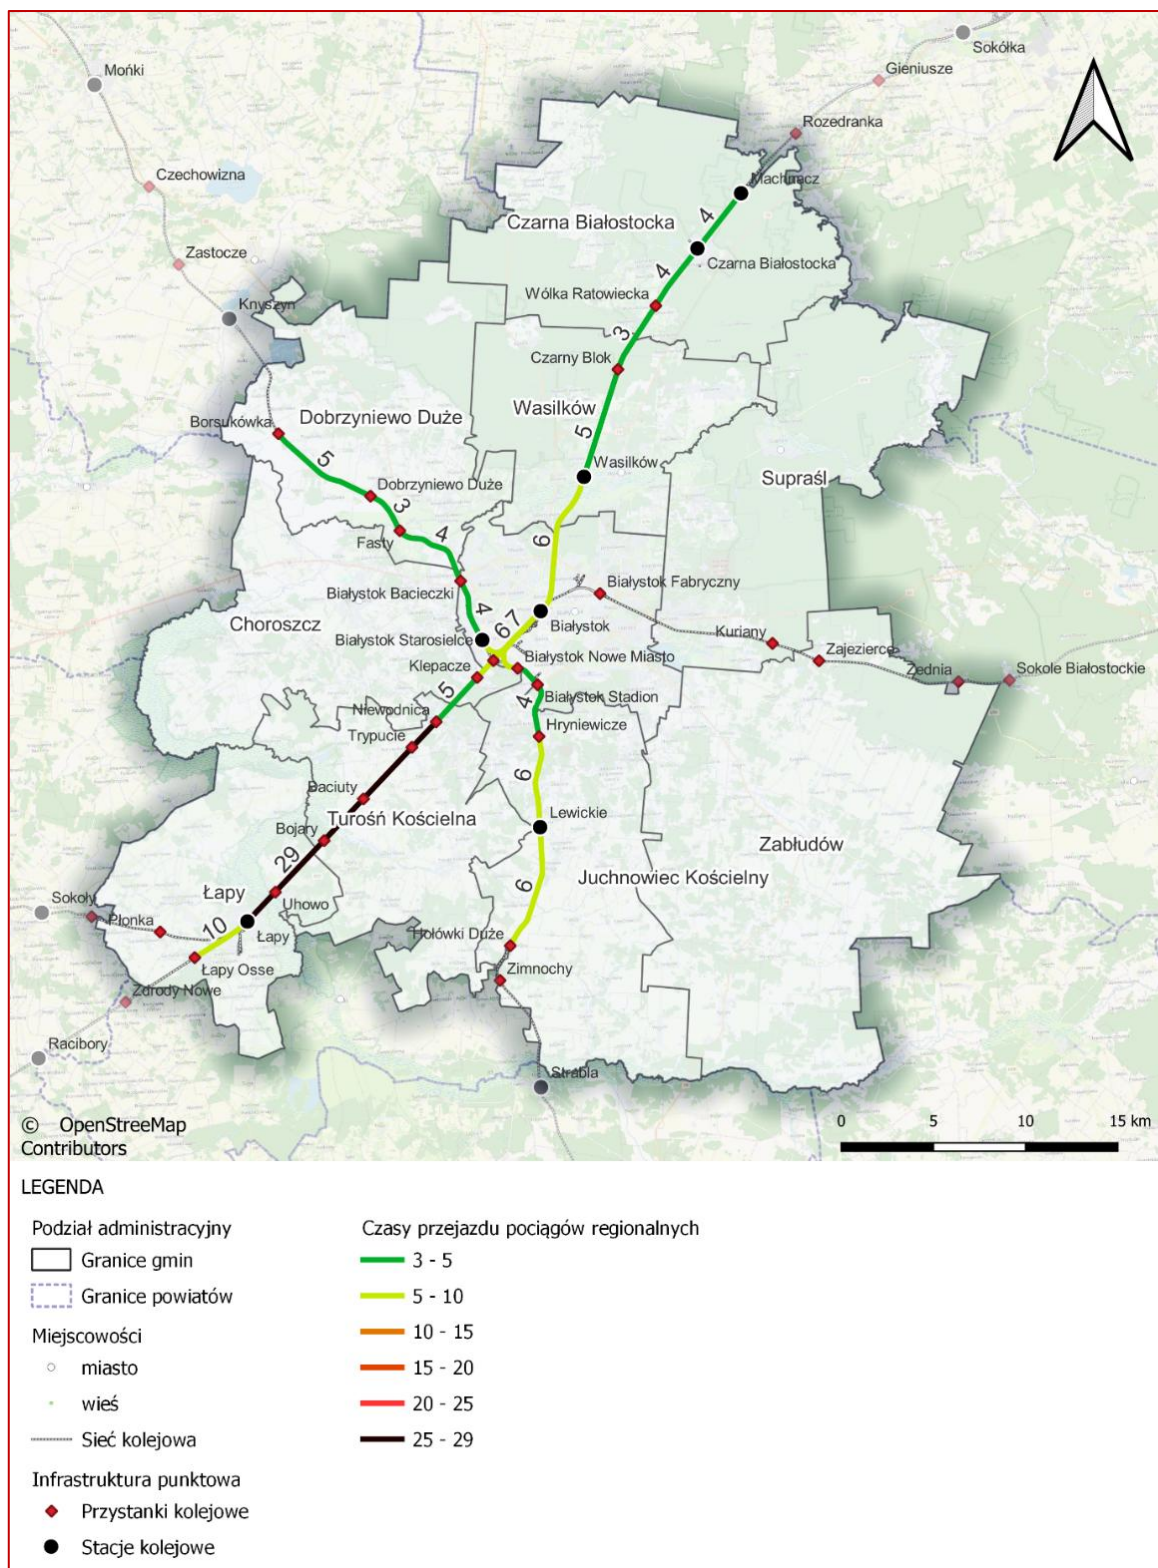 Sokółka
Mońki
Gieniusze
Rozedranka
Czechowizna
Machnacz
Czarna Białostocka
4
Zastocze
Czarna Białostocka
4
Wólka Ratowiecka
Knyszyn
3
Czarny Blok
Dobrzyniewo Duże
Wasilków
Borsukówka
5
5
Wasilków
Supraśl
Dobrzyniewo Duże
3
4
Fasty
6
Białystok Fabryczny
Białystok Bacieczki
4
Choroszcz
6 7
Białystok
Kuriany
Białystok Starosielce
Zajezierce
Klepacze
Białystok Nowe Miasto
Żednia
Sokole Białostockie
5
4
Białystok Stadion
Niewodnica
Hryniewicze
Trypucie
6
Baciuty
Turośń Kościelna
Lewickie
Bojary
Zabłudów
29
6
Juchnowiec Kościelny
Łapy
Uhowo
Sokoły
Płonka
10
Łapy
Hołówki Duże
Łapy Osse
Zimnochy
Zdrody Nowe
Racibory
Strabla
© OpenStreeMap
Contributors
0 5 10 15 km
LEGENDA
Podział administracyjny
Granice gmin
Granice powiatów
Miejscowości
miasto
wieś
Sieć kolejowa
Infrastruktura punktowa
Przystanki kolejowe
Stacje kolejowe
Czasy przejazdu pociągów regionalnych
3 - 5
5 - 10
10 - 15
15 - 20
20 - 25
25 - 29